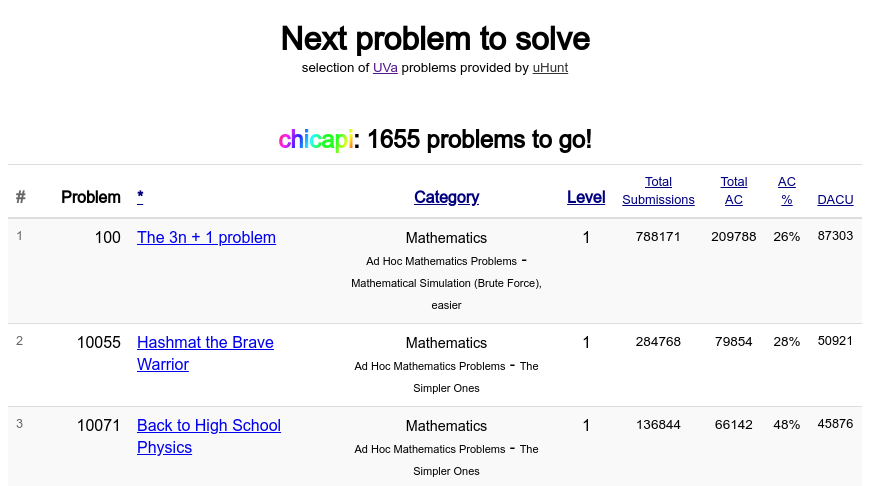 Next problem to solve
selection of UVa problems provided by uHunt
chicapi: 1655 problems to go!
# Problem * Category Level Total Submissions Total AC AC % DACU
1 100 The 3n + 1 problem Mathematics 1 788171 209788 26% 87303
Ad Hoc Mathematics Problems -
Mathematical Simulation (Brute Force),
easier
2 10055 Hashmat the Brave Mathematics 1 284768 79854 28% 50921
Warrior Ad Hoc Mathematics Problems - The
Simpler Ones
3 10071 Back to High School Mathematics 1 136844 66142 48% 45876
Physics Ad Hoc Mathematics Problems - The
Simpler Ones